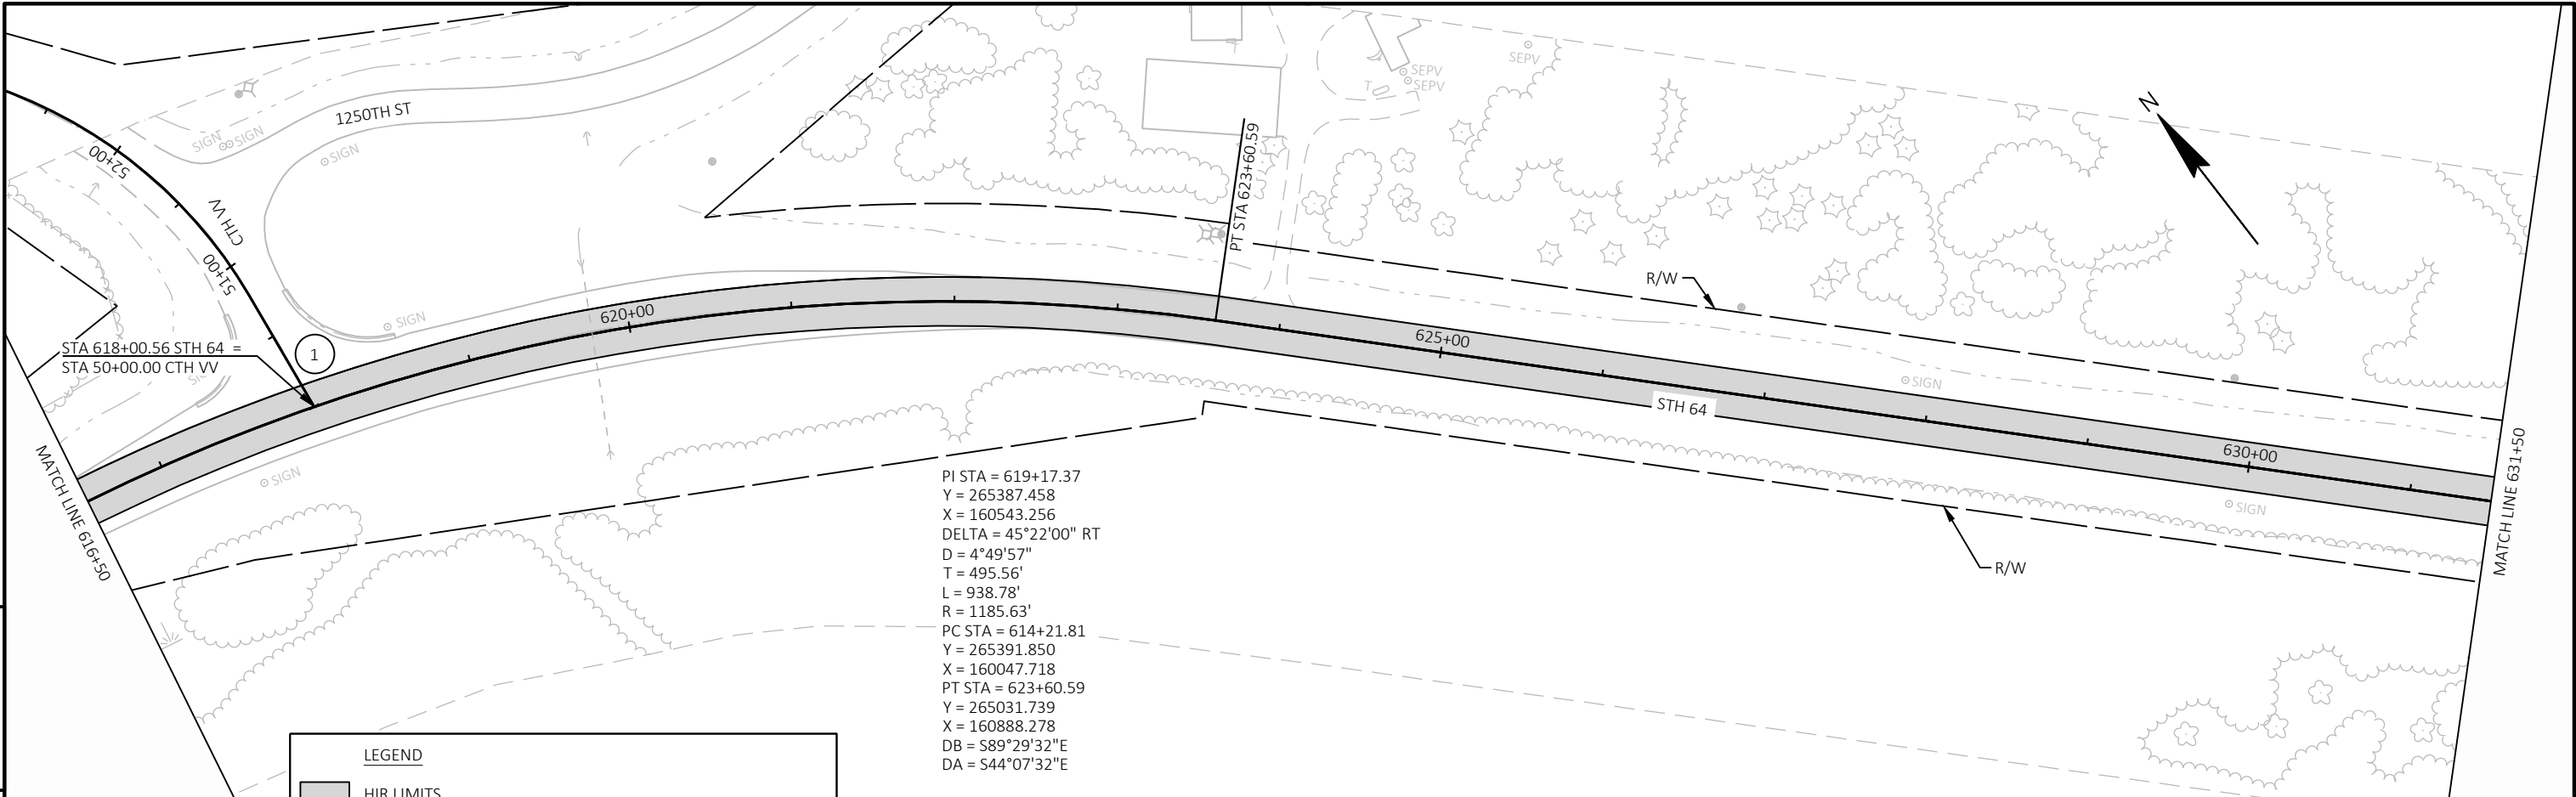 1250TH ST
SIGN
SIGN
SIGN
SIGN
52+00
CTH VV
51+00
STA 618+00.56 STH 64 =
STA 50+00.00 CTH VV
1
MATCH LINE 616+50
SIGN
620+00
PT STA 623+60.59
T
SEPV
SEPV
SEPV
N
R/W
625+00
STH 64
SIGN
630+00
SIGN
R/W
MATCH LINE 631+50
PI STA = 619+17.37
Y = 265387.458
X = 160543.256
DELTA = 45°22'00" RT
D = 4°49'57"
T = 495.56'
L = 938.78'
R = 1185.63'
PC STA = 614+21.81
Y = 265391.850
X = 160047.718
PT STA = 623+60.59
Y = 265031.739
X = 160888.278
DB = S89°29'32"E
DA = S44°07'32"E
LEGEND
HIR LIMITS